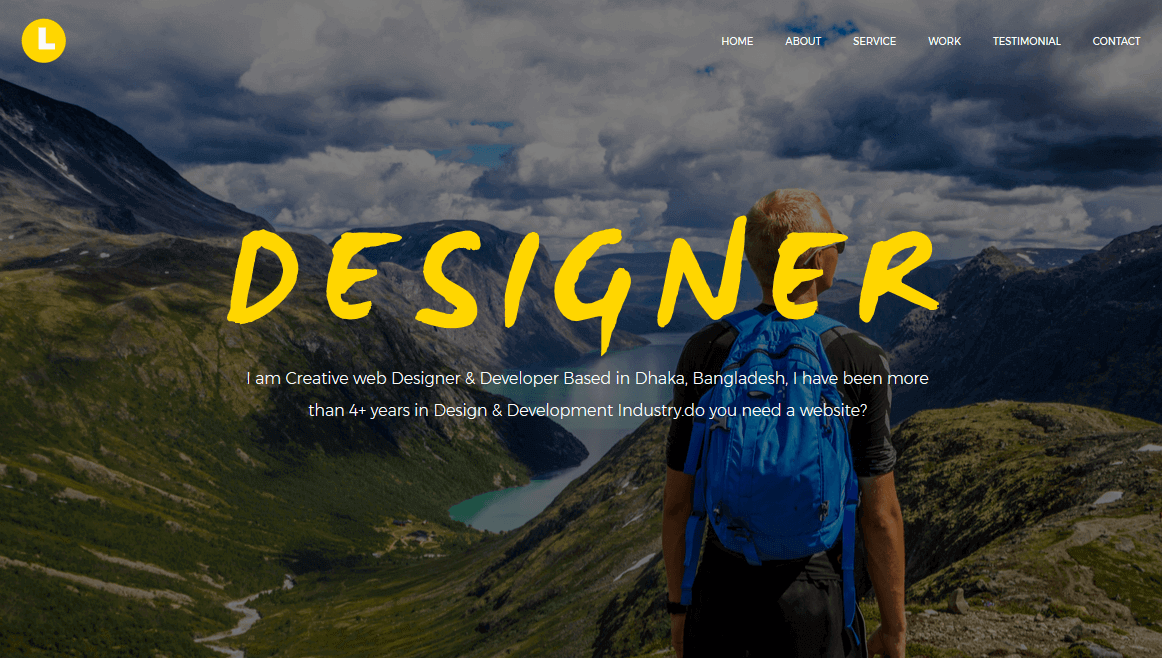 L
HOME ABOUT SERVICE WORK TESTIMONIAL CONTACT
DESIGNER
I am Creative web Designer & Developer Based in Dhaka, Bangladesh, I have been more
than 4+ years in Design & Development Industry.do you need a website?